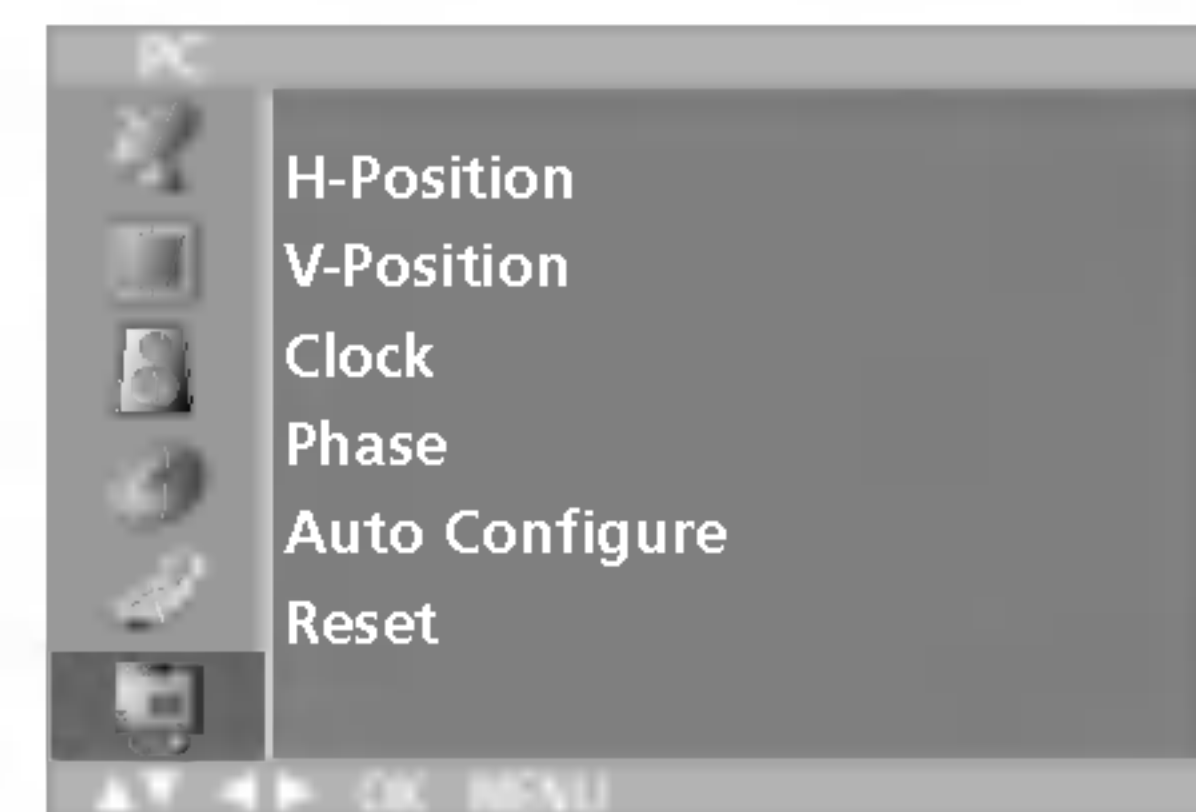 PC
H-Position
V-Position
Clock
Phase
Auto Configure
Reset
▲▼ ◀▶ OK MENU